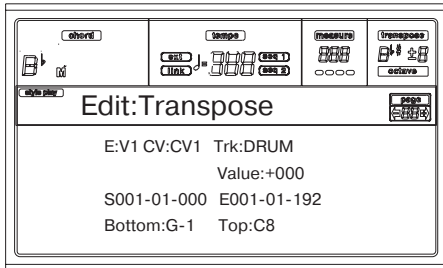 chord tempo measure transpose
ext seq 1
link seq 2
octave
style play
page
Edit:Transpose
E:V1 CV:CV1 Trk:DRUM
Value:+000
S001-01-000 E001-01-192
Bottom:G-1 Top:C8